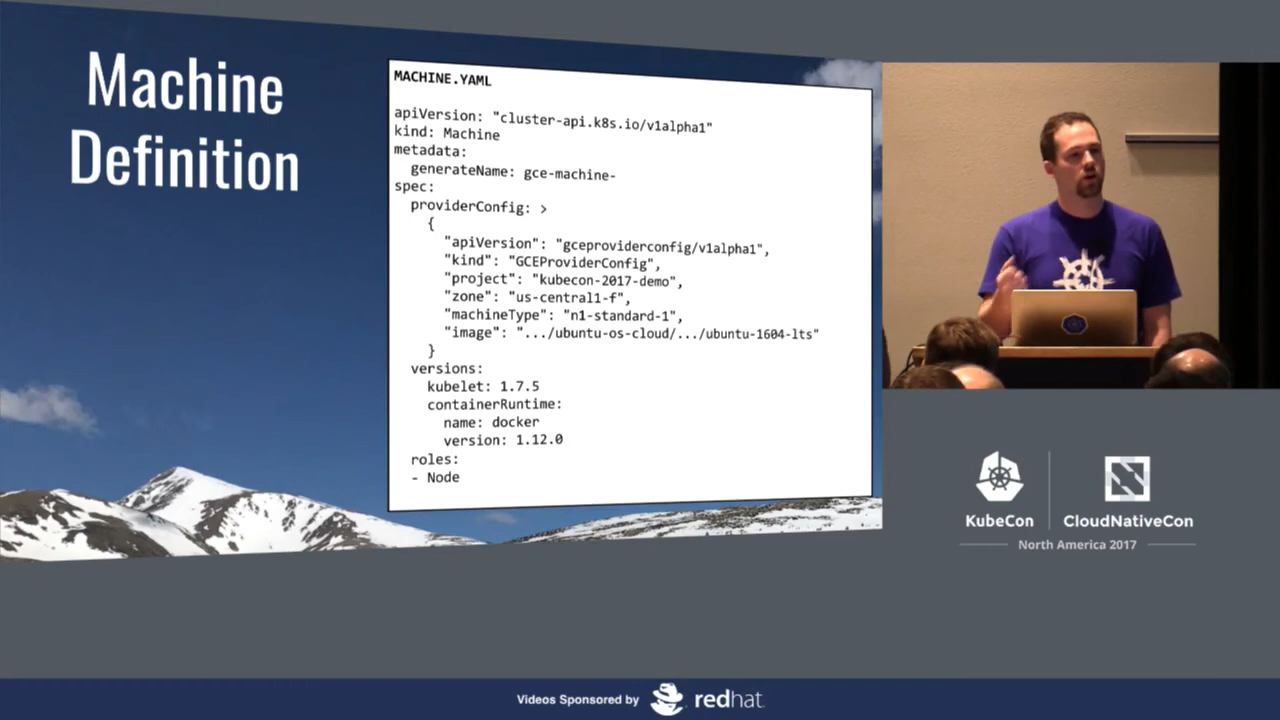 Machine
Definition
MACHINE.YAML
apiVersion: "cluster-api.k8s.io/v1alpha1"
kind: Machine
metadata:
  generateName: gce-machine-
spec:
  providerConfig: >
    {
      "apiVersion": "gceproviderconfig/v1alpha1",
      "kind": "GCEProviderConfig",
      "project": "kubecon-2017-demo",
      "zone": "us-central1-f",
      "machineType": "n1-standard-1",
      "image": ".../ubuntu-os-cloud/.../ubuntu-1604-lts"
    }
  versions:
    kubelet: 1.7.5
    containerRuntime:
      name: docker
      version: 1.12.0
  roles:
  - Node
KubeCon
CloudNativeCon
North America 2017
Videos Sponsored by
redhat